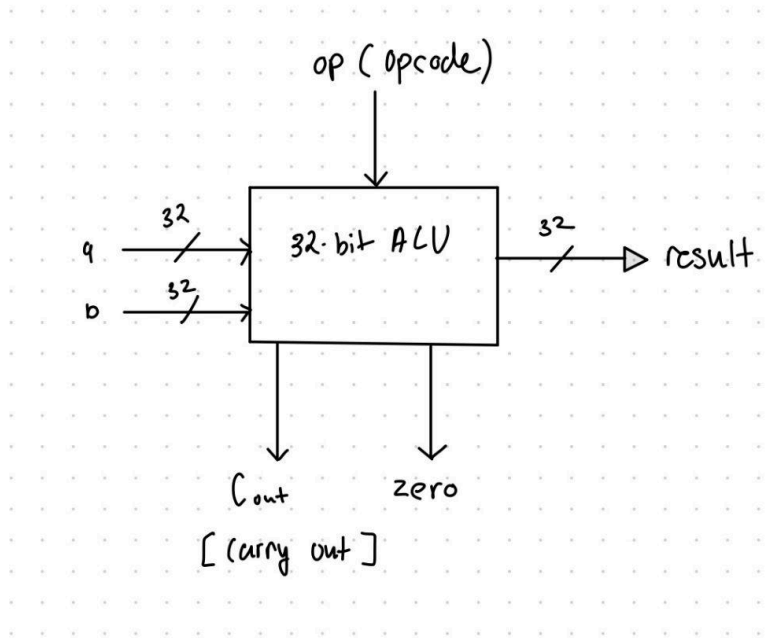 op (opcode)
32
32
a
32-bit ALU
result
32
b
Cout
zero
[carry out]